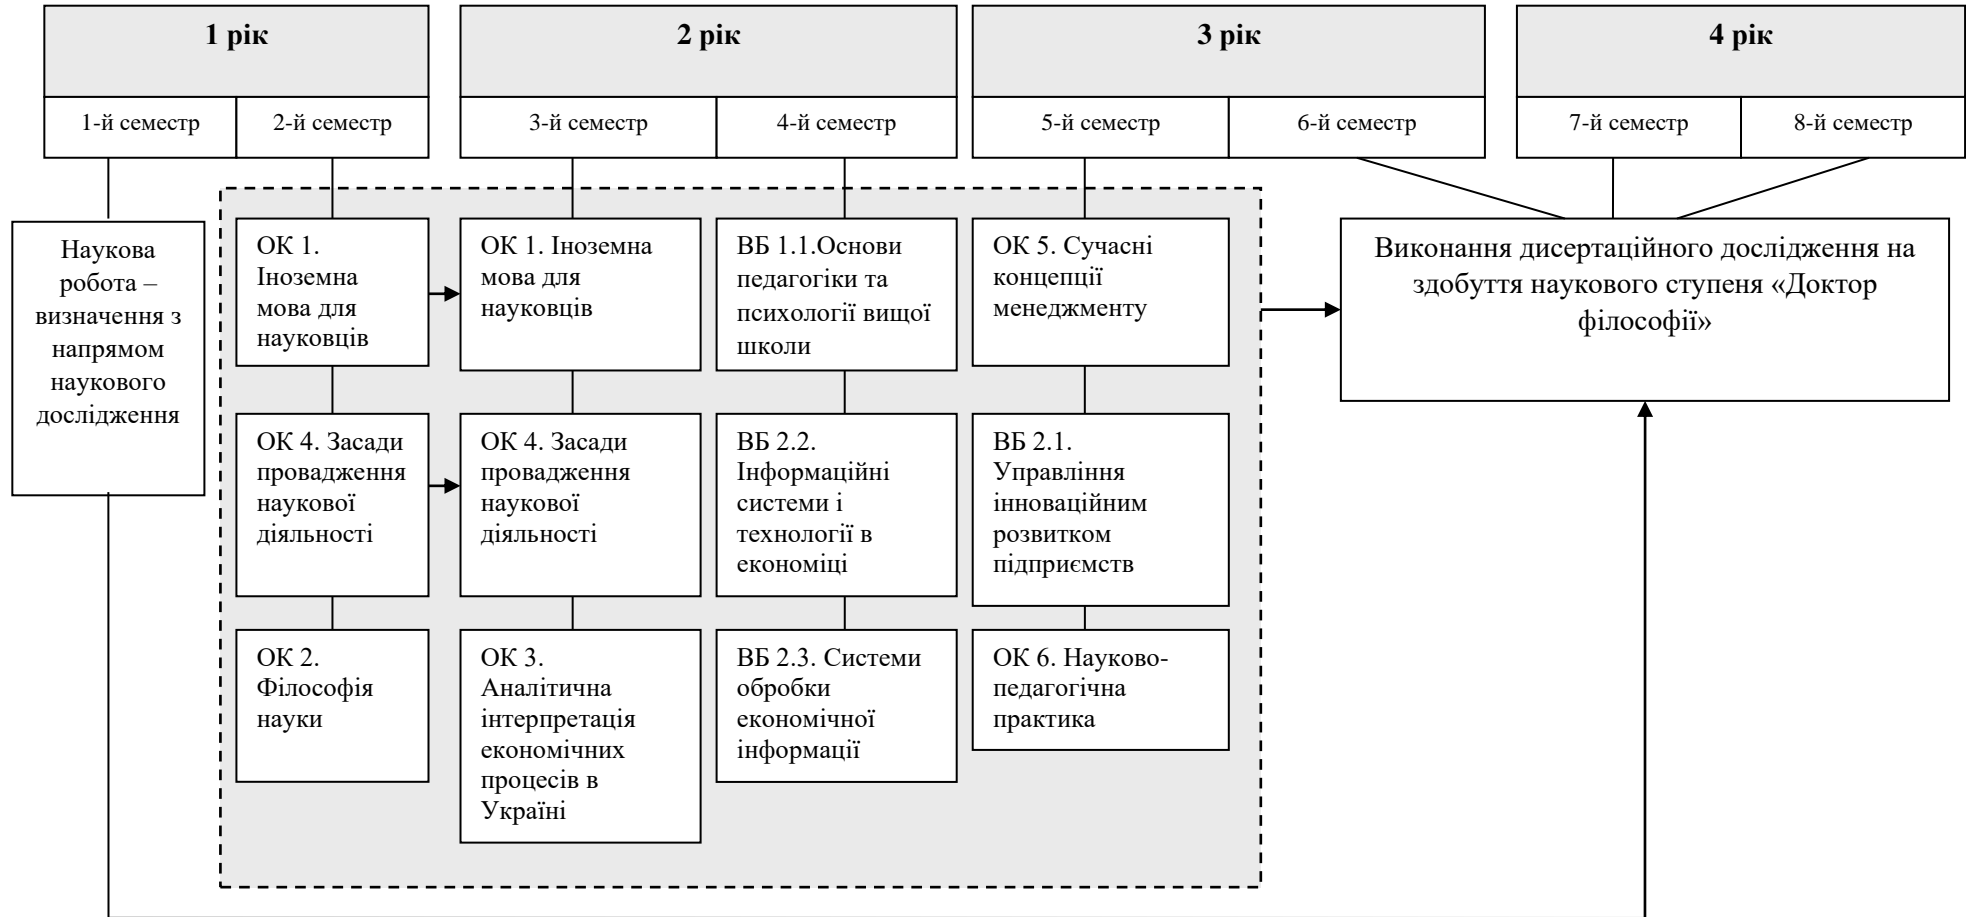 1 рік
2 рік
3 рік
4 рік
1-й семестр
2-й семестр
3-й семестр
4-й семестр
5-й семестр
6-й семестр
7-й семестр
8-й семестр
Наукова
робота –
визначення з
напрямом
наукового
дослідження
ОК 1.
Іноземна
мова для
науковців
ОК 1. Іноземна
мова для
науковців
ВБ 1.1.Основи
педагогіки та
психології вищої
школи
ОК 5. Сучасні
концепції
менеджменту
Виконання дисертаційного дослідження на
здобуття наукового ступеня «Доктор
філософії»
ОК 4. Засади
провадження
наукової
діяльності
ОК 4. Засади
провадження
наукової
діяльності
ВБ 2.2.
Інформаційні
системи і
технології в
економіці
ВБ 2.1.
Управління
інноваційним
розвитком
підприємств
ОК 2.
Філософія
науки
ОК 3.
Аналітична
інтерпретація
економічних
процесів в
Україні
ВБ 2.3. Системи
обробки
економічної
інформації
ОК 6. Науково-
педагогічна
практика